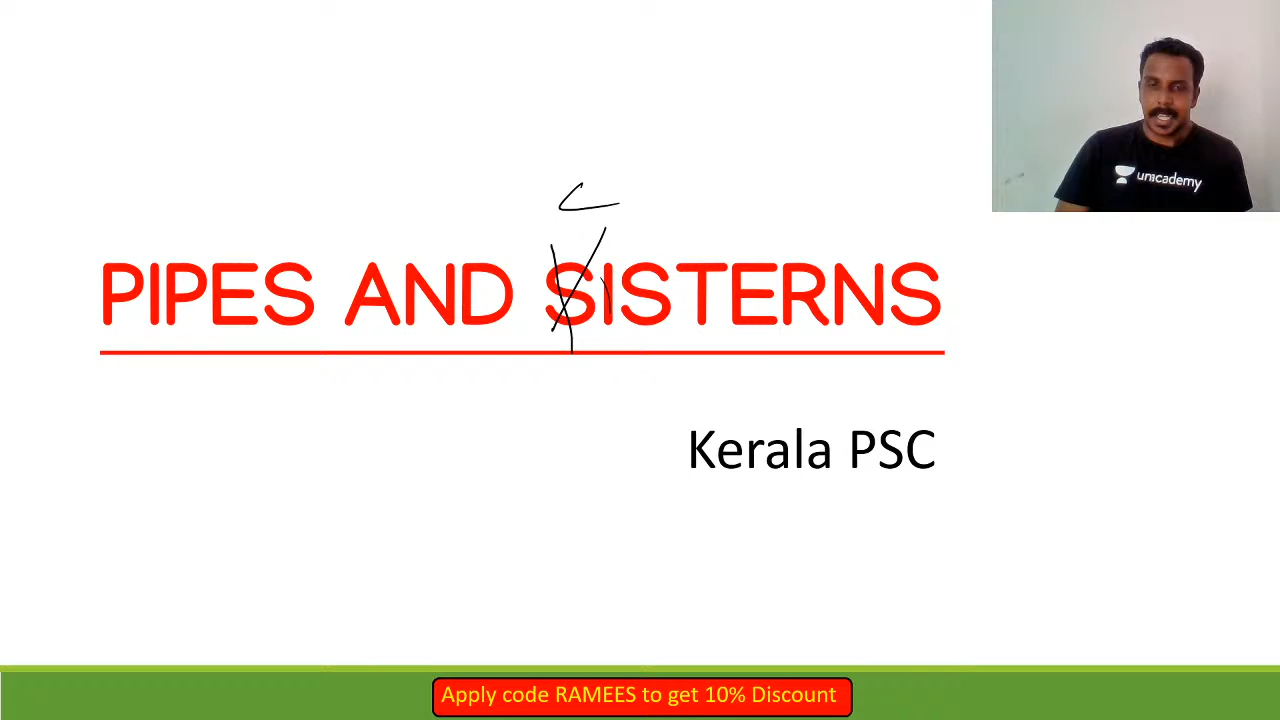 unacademy
C
PIPES AND SISTERNS
Kerala PSC
Apply code RAMEES to get 10% Discount